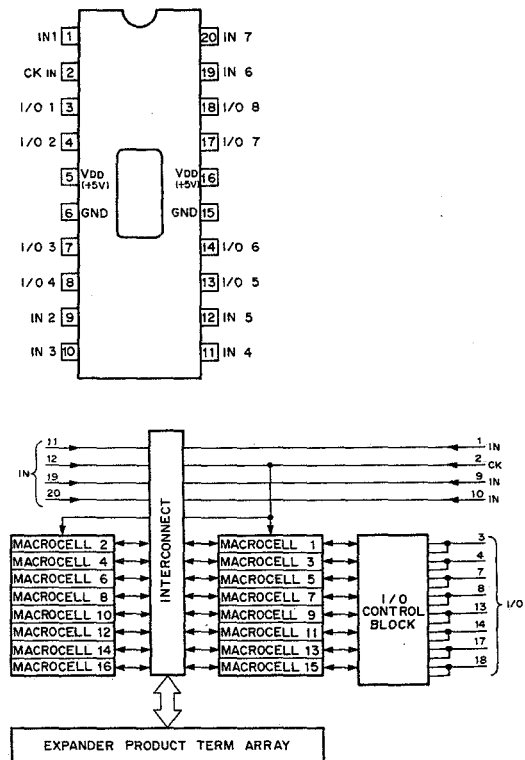 IN1 1 20 IN 7
CK IN 2 19 IN 6
I/O 1 3 18 I/O 8
I/O 2 4 17 I/O 7
5 VDD (+5V) VDD (+5V) 16
6 GND GND 15
I/O 3 7 14 I/O 6
I/O 4 8 13 I/O 5
IN 2 9 12 IN 5
IN 3 10 11 IN 4
11 1 IN
IN 12 2 CK
19 9 IN
20 10 IN
INTERCONNECT
MACROCELL 2 MACROCELL 1 3
MACROCELL 4 MACROCELL 3 4
MACROCELL 6 MACROCELL 5 7
MACROCELL 8 MACROCELL 7 I/O 8
MACROCELL 10 MACROCELL 9 CONTROL 13 I/O
MACROCELL 12 MACROCELL 11 BLOCK 14
MACROCELL 14 MACROCELL 13 17
MACROCELL 16 MACROCELL 15 18
EXPANDER PRODUCT TERM ARRAY